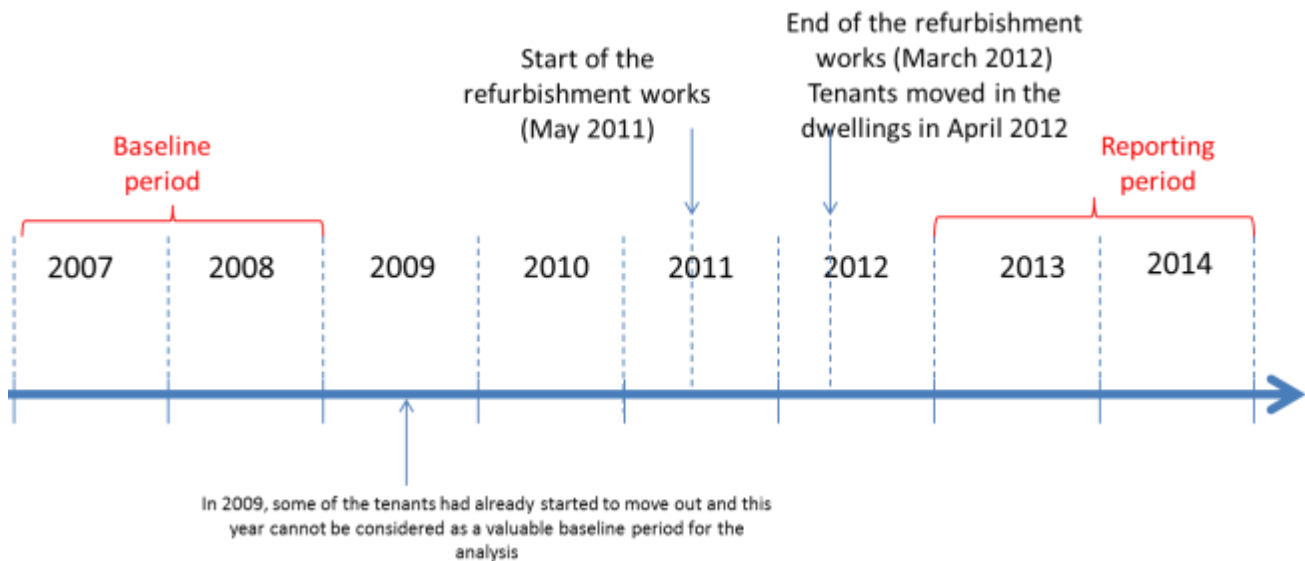 End of the refurbishment
works (March 2012)
Tenants moved in the
dwellings in April 2012
Start of the
refurbishment works
(May 2011)
Baseline
period
Reporting
period
2007 2008 2009 2010 2011 2012 2013 2014
In 2009, some of the tenants had already started to move out and this
year cannot be considered as a valuable baseline period for the
analysis